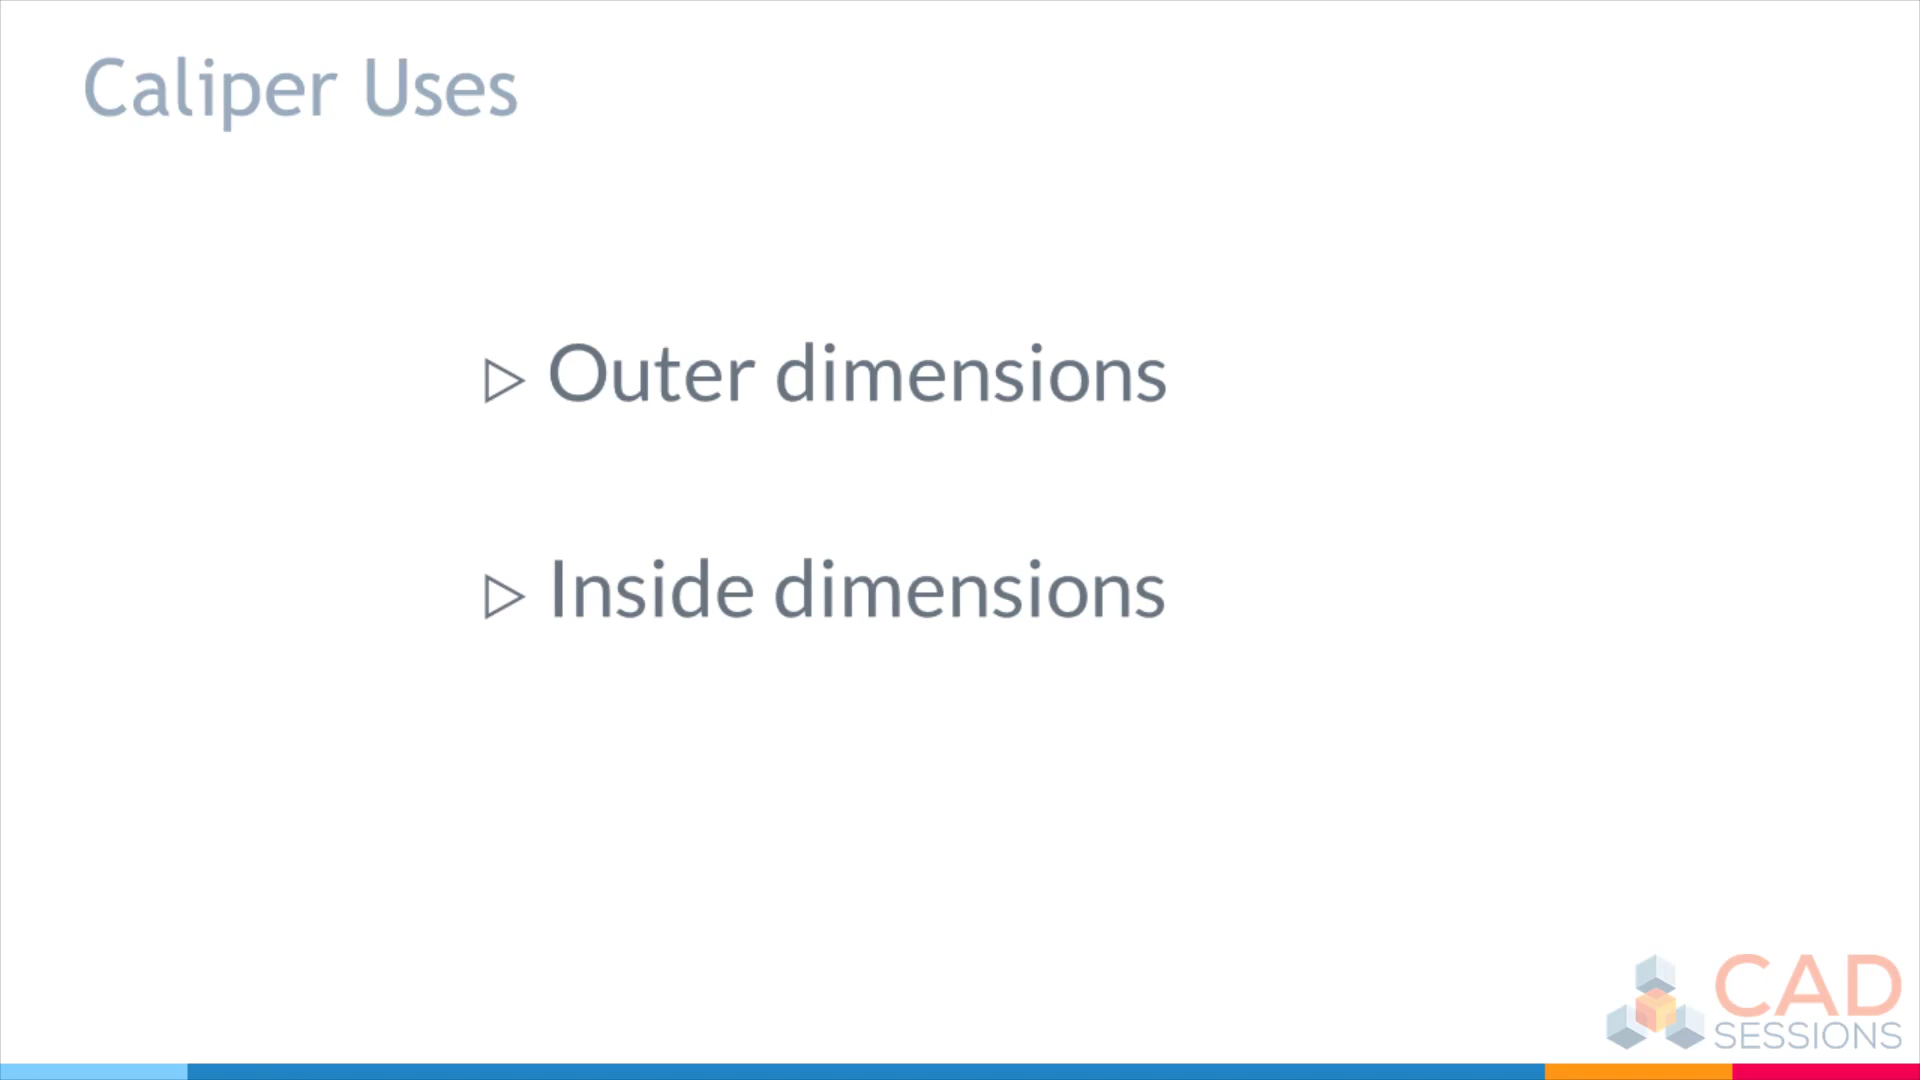 Caliper Uses
▷ Outer dimensions
▷ Inside dimensions
CAD
SESSIONS